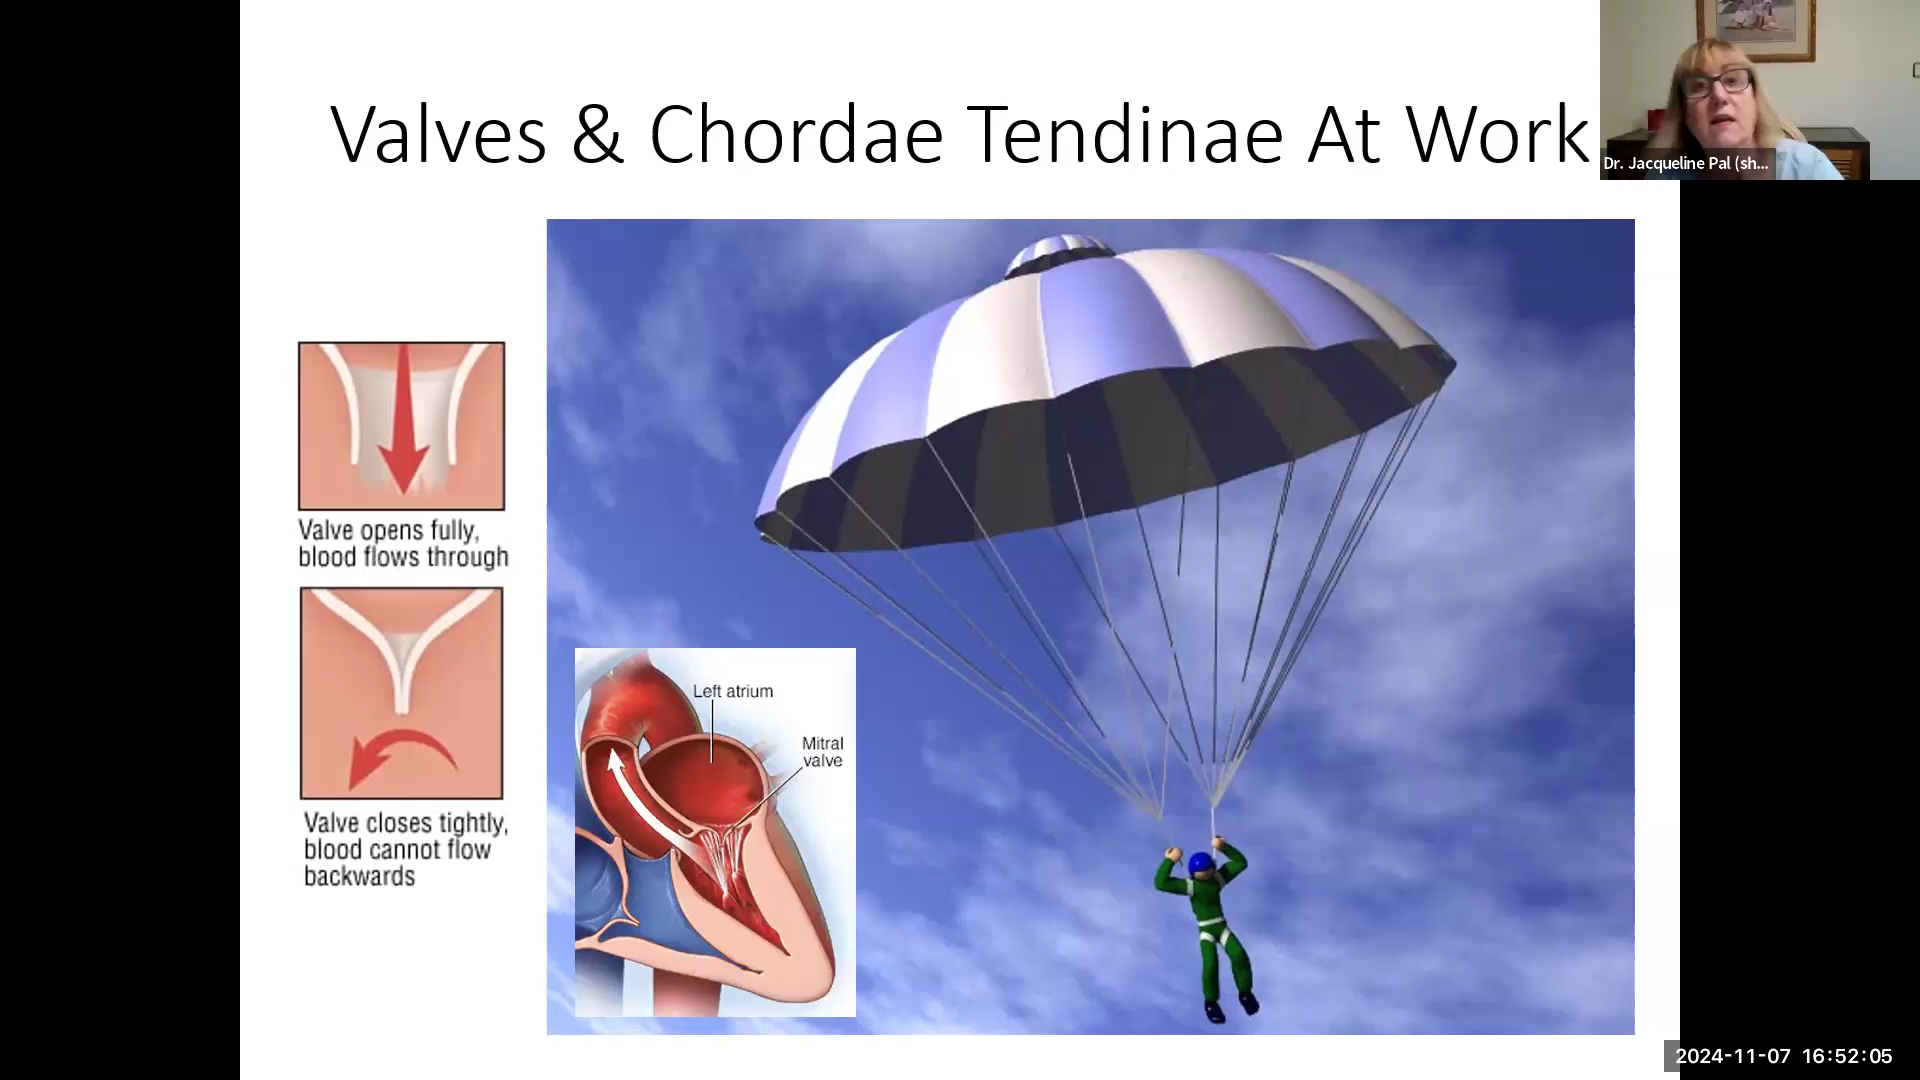 Valves & Chordae Tendinae At Work
Dr. Jacqueline Pal (sh...
Valve opens fully,
blood flows through
Valve closes tightly,
blood cannot flow
backwards
Left atrium
Mitral
valve
2024-11-07 16:52:05